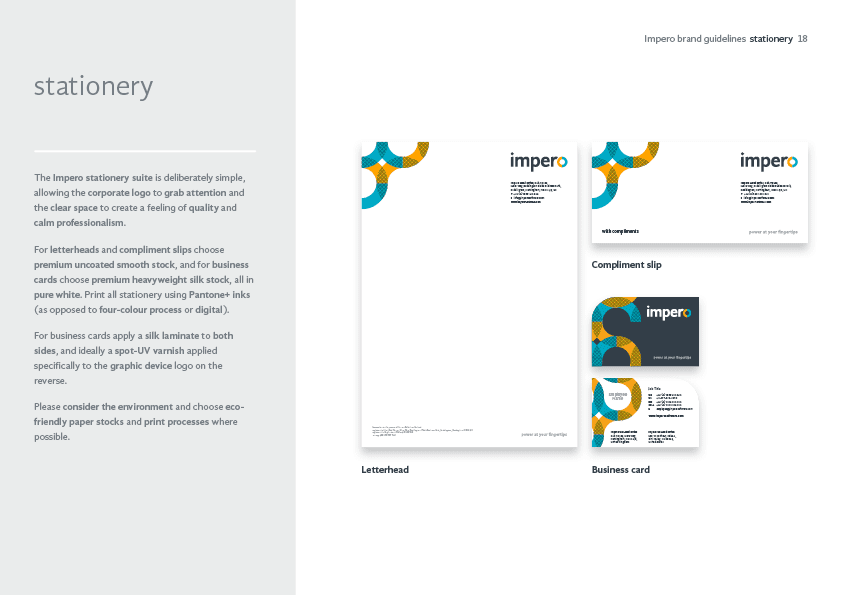 Impero brand guidelines stationery 18
stationery
The Impero stationery suite is deliberately simple,
allowing the corporate logo to grab attention and
the clear space to create a feeling of quality and
calm professionalism.
For letterheads and compliment slips choose
premium uncoated smooth stock, and for business
cards choose premium heavyweight silk stock, all in
pure white. Print all stationery using Pantone+ inks
(as opposed to four-colour process or digital).
For business cards apply a silk laminate to both
sides, and ideally a spot-UV varnish applied
specifically to the graphic device logo on the
reverse.
Please consider the environment and choose eco-
friendly paper stocks and print processes where
possible.
impero
power at your fingertips
Letterhead
impero
with compliments
power at your fingertips
Compliment slip
impero
power at your fingertips
Employee
name
Job Title
Business card